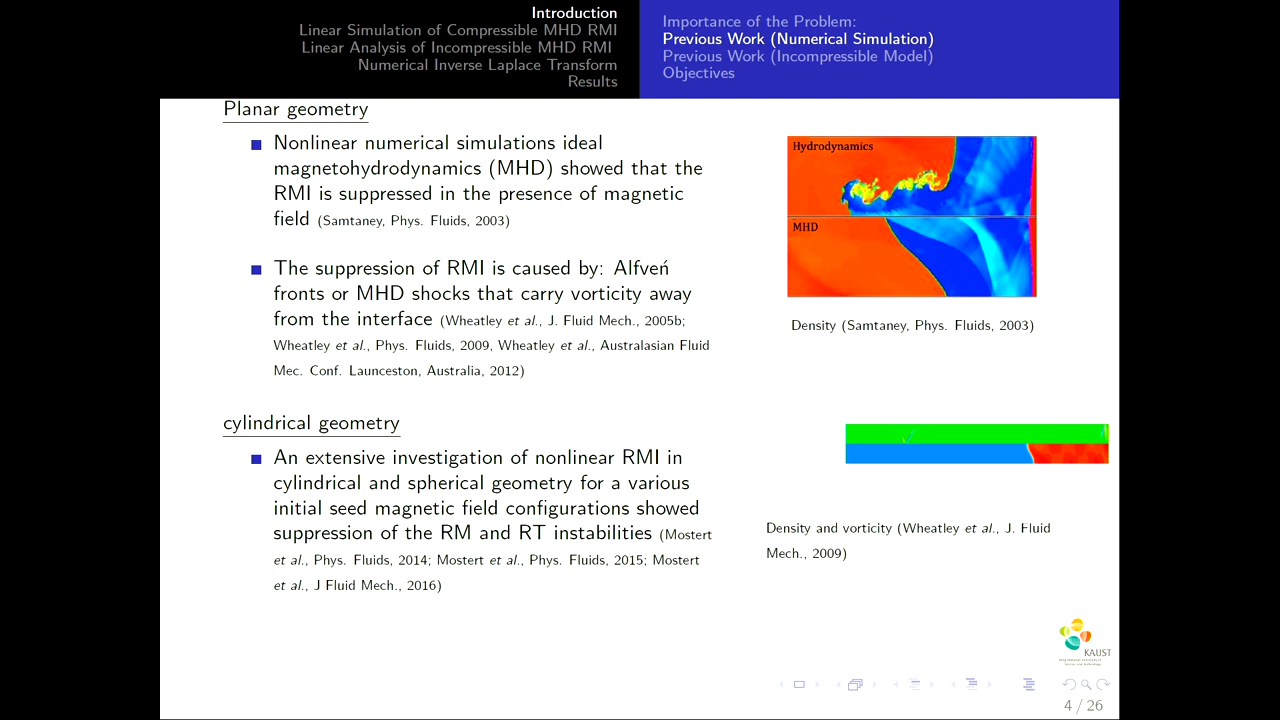 Introduction
Linear Simulation of Compressible MHD RMI
Linear Analysis of Incompressible MHD RMI
Numerical Inverse Laplace Transform
Results
Importance of the Problem:
Previous Work (Numerical Simulation)
Previous Work (Incompressible Model)
Objectives
Planar geometry
Nonlinear numerical simulations ideal
magnetohydrodynamics (MHD) showed that the
RMI is suppressed in the presence of magnetic
field (Samtaney, Phys. Fluids, 2003)
The suppression of RMI is caused by: Alfveń
fronts or MHD shocks that carry vorticity away
from the interface (Wheatley et al., J. Fluid Mech., 2005b;
Wheatley et al., Phys. Fluids, 2009, Wheatley et al., Australasian Fluid
Mec. Conf. Launceston, Australia, 2012)
Hydrodynamics
MHD
Density (Samtaney, Phys. Fluids, 2003)
cylindrical geometry
An extensive investigation of nonlinear RMI in
cylindrical and spherical geometry for a various
initial seed magnetic field configurations showed
suppression of the RM and RT instabilities (Mostert
et al., Phys. Fluids, 2014; Mostert et al., Phys. Fluids, 2015; Mostert
et al., J Fluid Mech., 2016)
Density and vorticity (Wheatley et al., J. Fluid
Mech., 2009)
KAUST
4 / 26